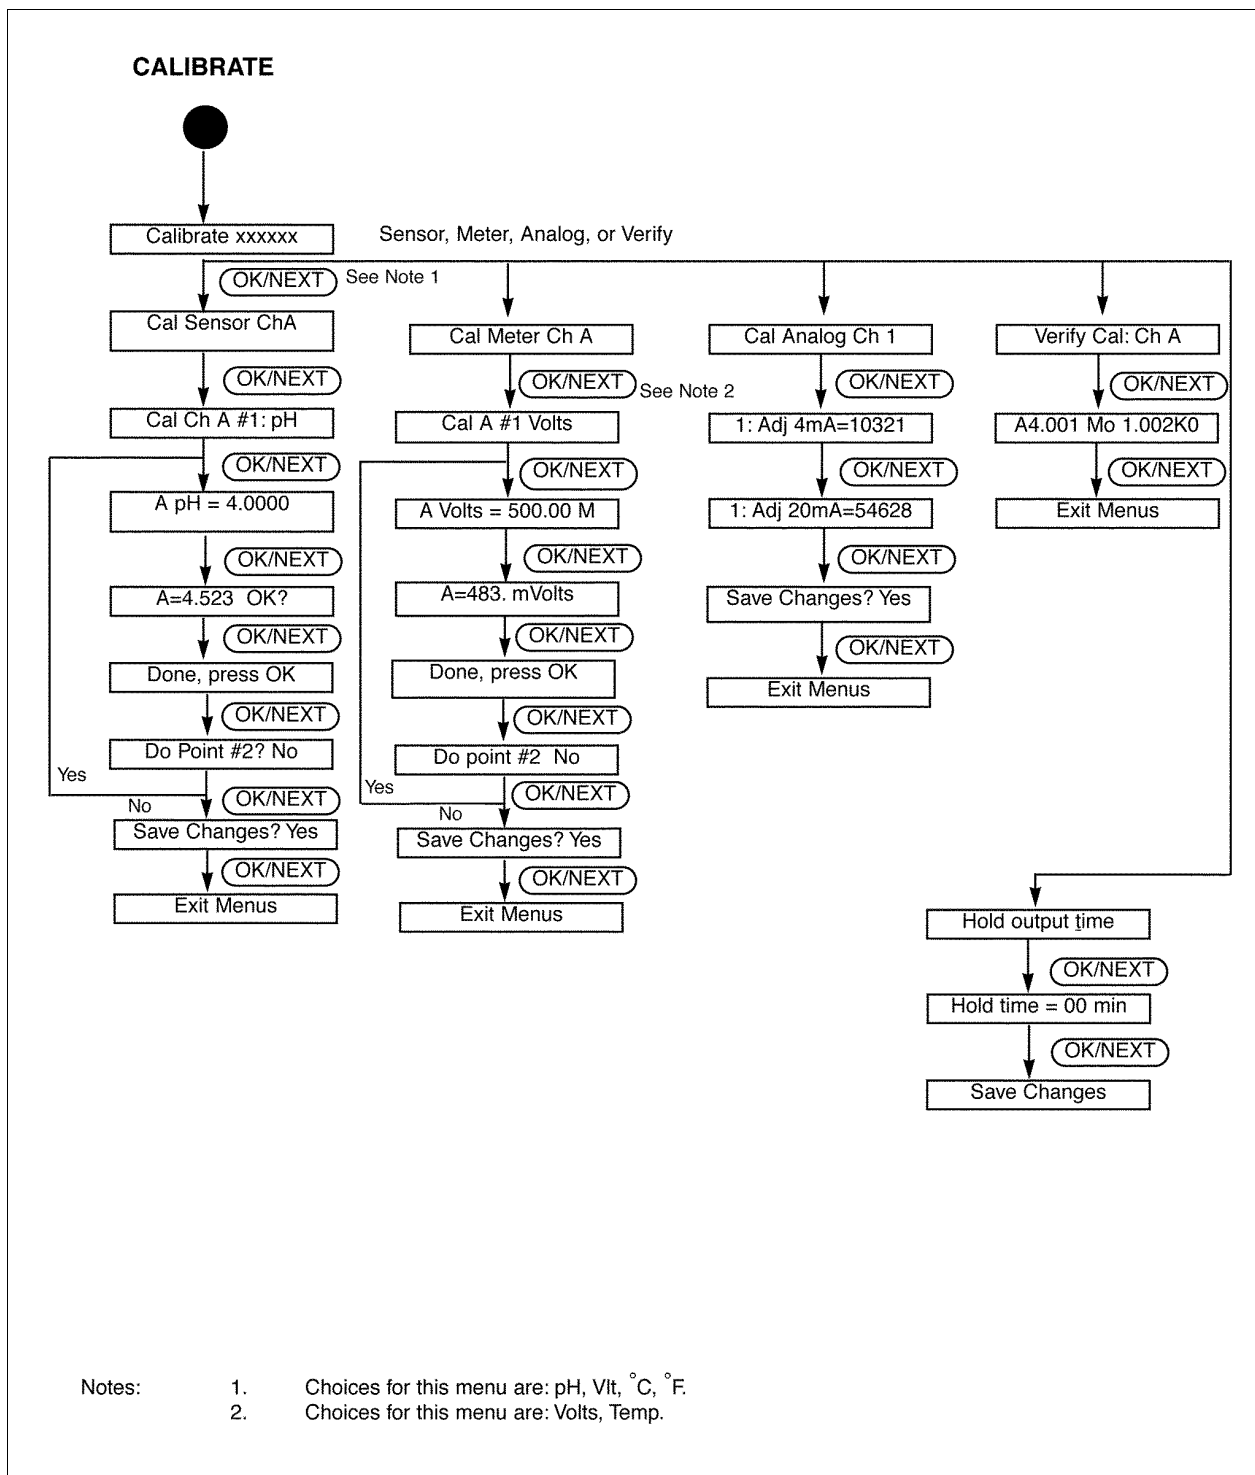 CALIBRATE
Calibrate xxxxxx
Sensor, Meter, Analog, or Verify
OK/NEXT
See Note 1
Cal Sensor ChA
OK/NEXT
Cal Ch A #1: pH
OK/NEXT
A pH = 4.0000
OK/NEXT
A=4.523 OK?
OK/NEXT
Done, press OK
OK/NEXT
Do Point #2? No
Yes
No
OK/NEXT
Save Changes? Yes
OK/NEXT
Exit Menus
Cal Meter Ch A
OK/NEXT
See Note 2
Cal A #1 Volts
OK/NEXT
A Volts = 500.00 M
OK/NEXT
A=483. mVolts
OK/NEXT
Done, press OK
OK/NEXT
Do point #2 No
Yes
No
OK/NEXT
Save Changes? Yes
OK/NEXT
Exit Menus
Cal Analog Ch 1
OK/NEXT
1: Adj 4mA=10321
OK/NEXT
1: Adj 20mA=54628
OK/NEXT
Save Changes? Yes
OK/NEXT
Exit Menus
Verify Cal: Ch A
OK/NEXT
A4.001 Mo 1.002K0
OK/NEXT
Exit Menus
Hold output time
OK/NEXT
Hold time = 00 min
OK/NEXT
Save Changes
Notes: 1. Choices for this menu are: pH, Vlt, °C, °F.
2. Choices for this menu are: Volts, Temp.